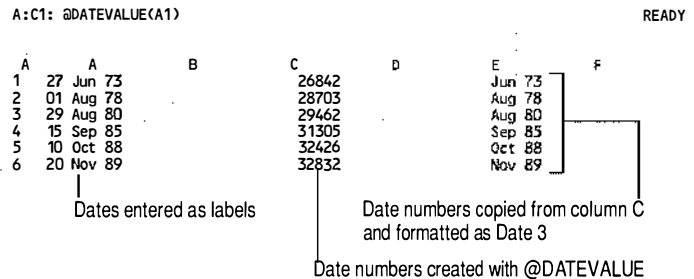 A:C1: @DATEVALUE(A1) READY
A A B C D E F
1 27 Jun 73 26842 Jun 73
2 01 Aug 78 28703 Aug 78
3 29 Aug 80 29462 Aug 80
4 15 Sep 85 31305 Sep 85
5 10 Oct 88 32426 Oct 88
6 20 Nov 89 32832 Nov 89
Dates entered as labels
Date numbers copied from column C
and formatted as Date 3
Date numbers created with @DATEVALUE